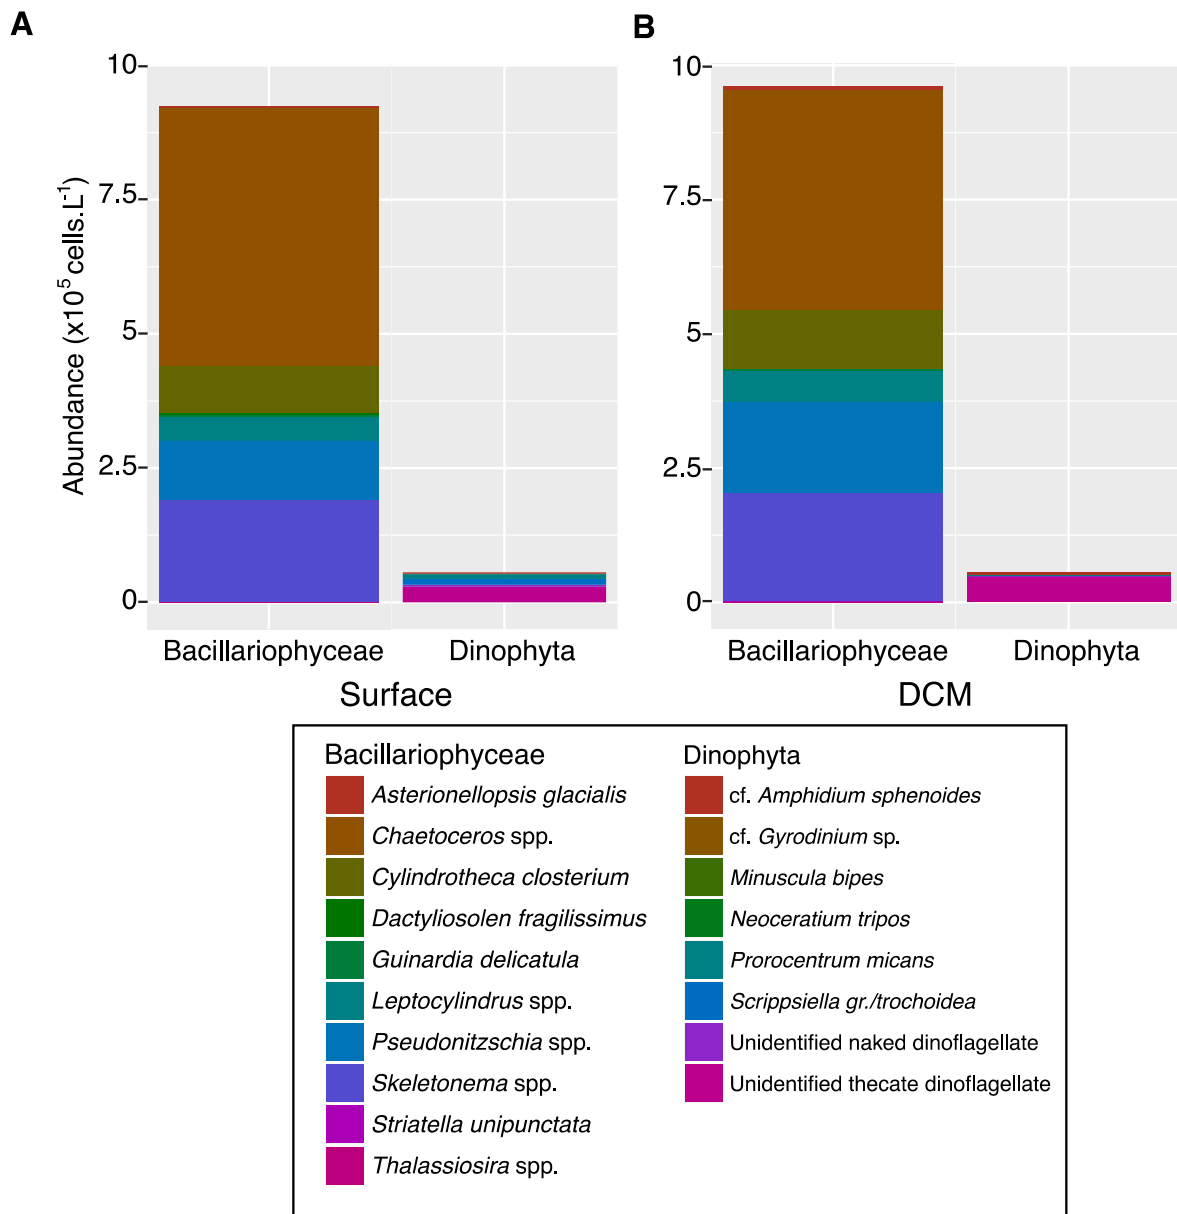 A
B
Abundance (x10⁵ cells.L⁻¹)
10
7.5
5
2.5
0
10
7.5
5
2.5
0
Bacillariophyceae
Dinophyta
Bacillariophyceae
Dinophyta
Surface
DCM
Bacillariophyceae
Asterionellopsis glacialis
Chaetoceros spp.
Cylindrotheca closterium
Dactyliosolen fragilissimus
Guinardia delicatula
Leptocylindrus spp.
Pseudonitzschia spp.
Skeletonema spp.
Striatella unipunctata
Thalassiosira spp.
Dinophyta
cf. Amphidium sphenoides
cf. Gyrodinium sp.
Minuscula bipes
Neoceratium tripos
Prorocentrum micans
Scrippsiella gr./trochoidea
Unidentified naked dinoflagellate
Unidentified thecate dinoflagellate